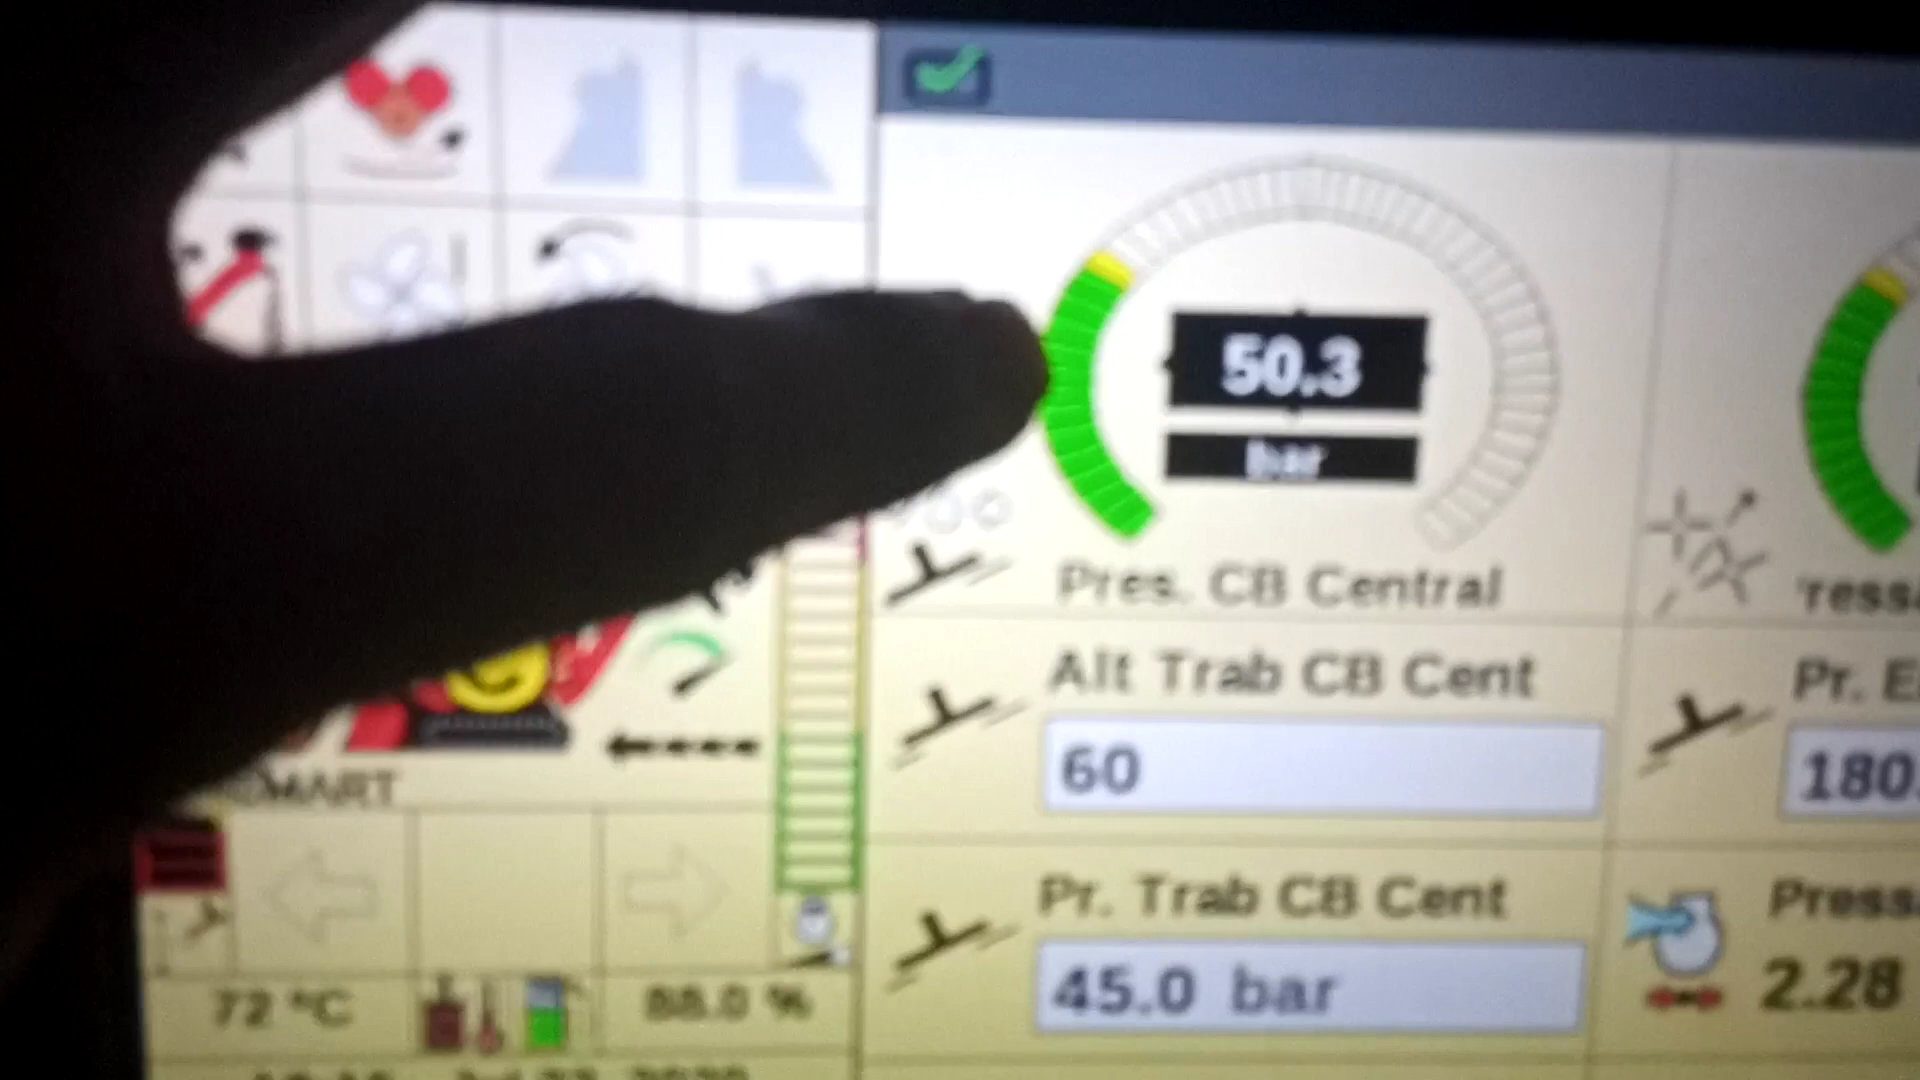 50.3
bar
Pres. CB Central
Alt Trab CB Cent
60
180.
Pr. Trab CB Cent
45.0 bar
2.28
72 °C
88.0 %